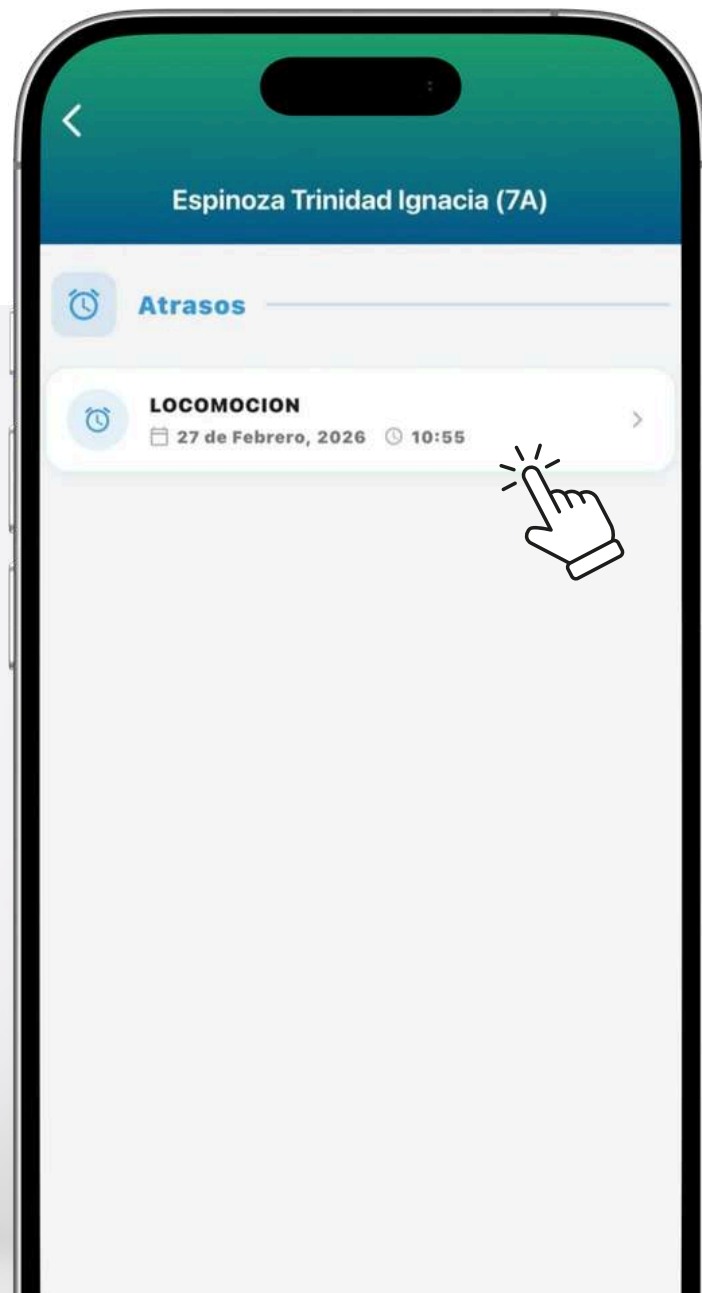 Espinoza Trinidad Ignacia (7A)
Atrasos
LOCOMOCION
27 de Febrero, 2026 10:55